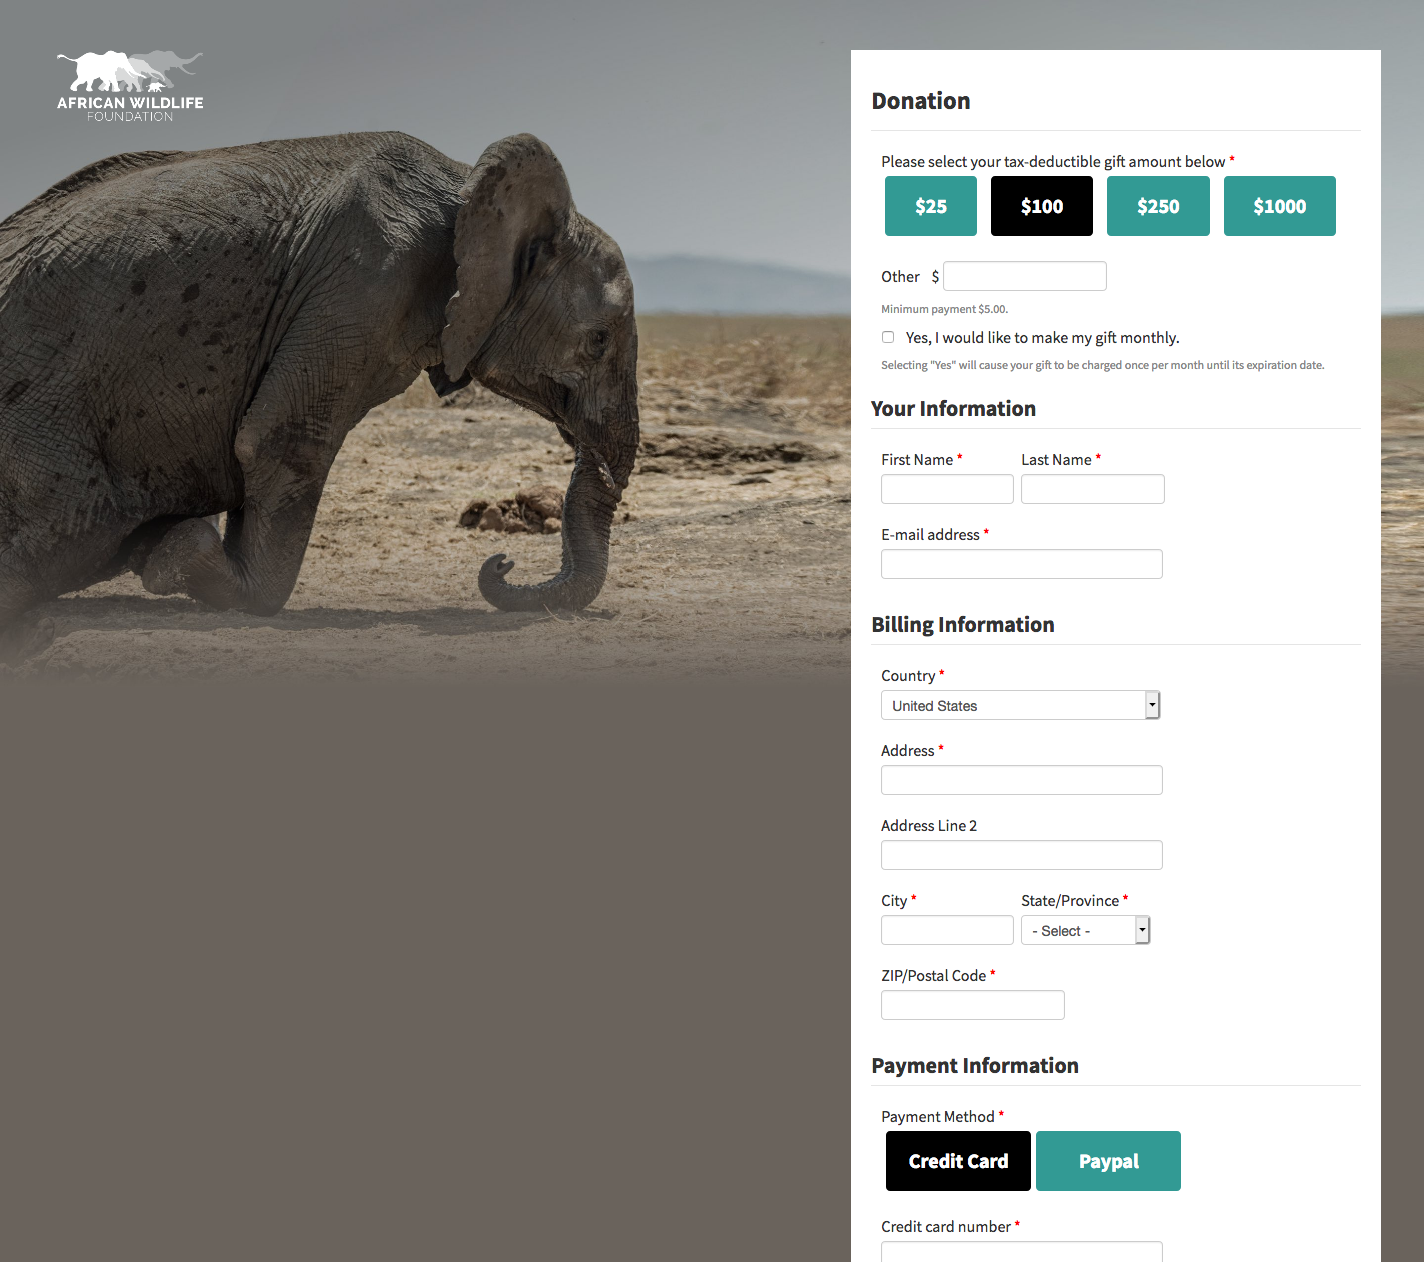 AFRICAN WILDLIFE
FOUNDATION
Donation
Please select your tax-deductible gift amount below *
$25 $100 $250 $1000
Other $
Minimum payment $5.00.
Yes, I would like to make my gift monthly.
Selecting "Yes" will cause your gift to be charged once per month until its expiration date.
Your Information
First Name * Last Name *
E-mail address *
Billing Information
Country *
United States
Address *
Address Line 2
City * State/Province *
- Select -
ZIP/Postal Code *
Payment Information
Payment Method *
Credit Card Paypal
Credit card number *